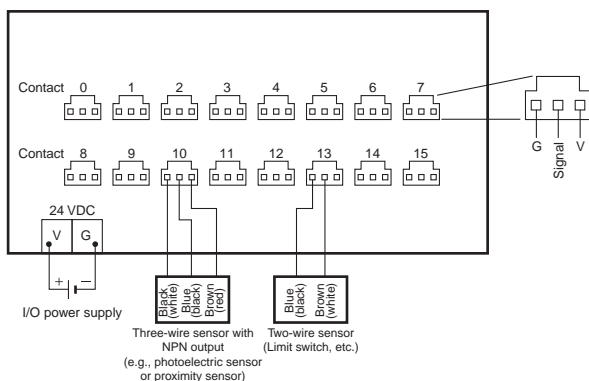 Contact 0 1 2 3 4 5 6 7
G Signal V
Contact 8 9 10 11 12 13 14 15
24 VDC
V G
+ −
I/O power supply
Black (white)
Blue (black)
Brown (red)
Three-wire sensor with
NPN output
(e.g., photoelectric sensor
or proximity sensor)
Blue (black)
Brown (white)
Two-wire sensor
(Limit switch, etc.)